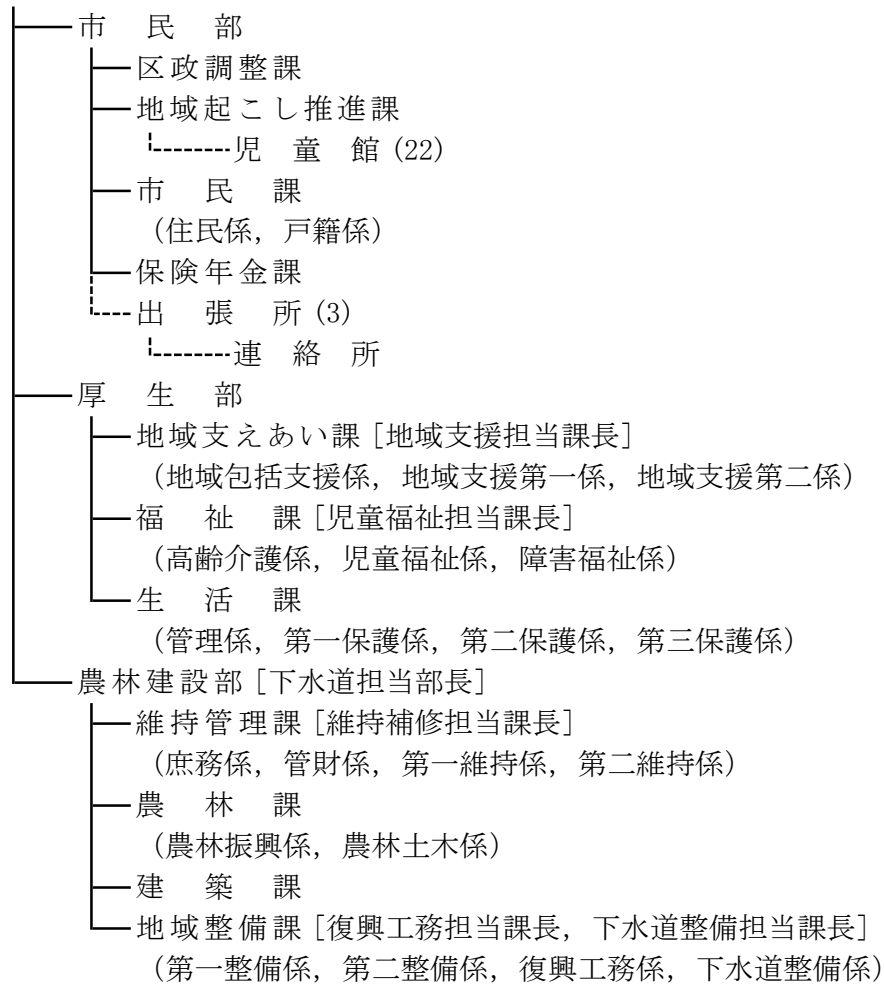 市民部
区政調整課
地域起こし推進課
児童館(22)
市民課
(住民係，戸籍係)
保険年金課
出張所(3)
連絡所
厚生部
地域支えあい課[地域支援担当課長]
(地域包括支援係，地域支援第一係，地域支援第二係)
福祉課[児童福祉担当課長]
(高齢介護係，児童福祉係，障害福祉係)
生活課
(管理係，第一保護係，第二保護係，第三保護係)
農林建設部[下水道担当部長]
維持管理課[維持補修担当課長]
(庶務係，管財係，第一維持係，第二維持係)
農林課
(農林振興係，農林土木係)
建築課
地域整備課[復興工務担当課長，下水道整備担当課長]
(第一整備係，第二整備係，復興工務係，下水道整備係)